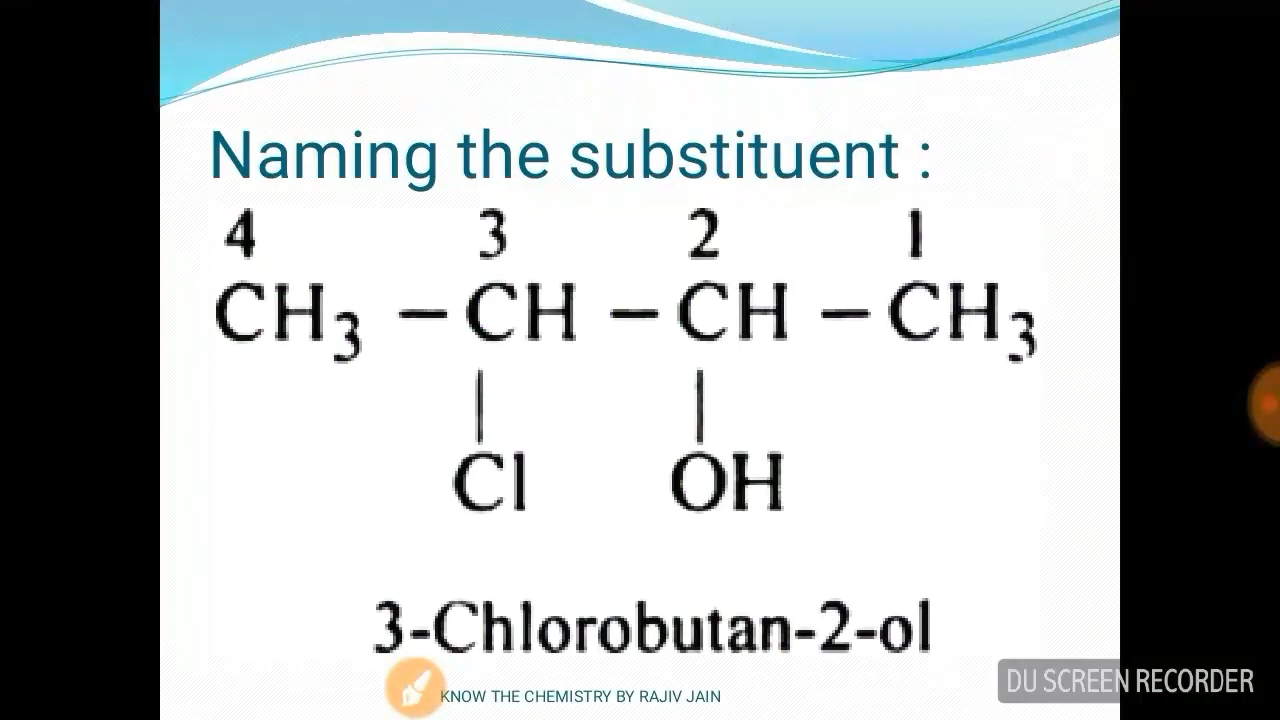 Naming the substituent :
4 3 2 1
CH3 – CH – CH – CH3
Cl OH
3-Chlorobutan-2-ol
KNOW THE CHEMISTRY BY RAJIV JAIN
DU SCREEN RECORDER